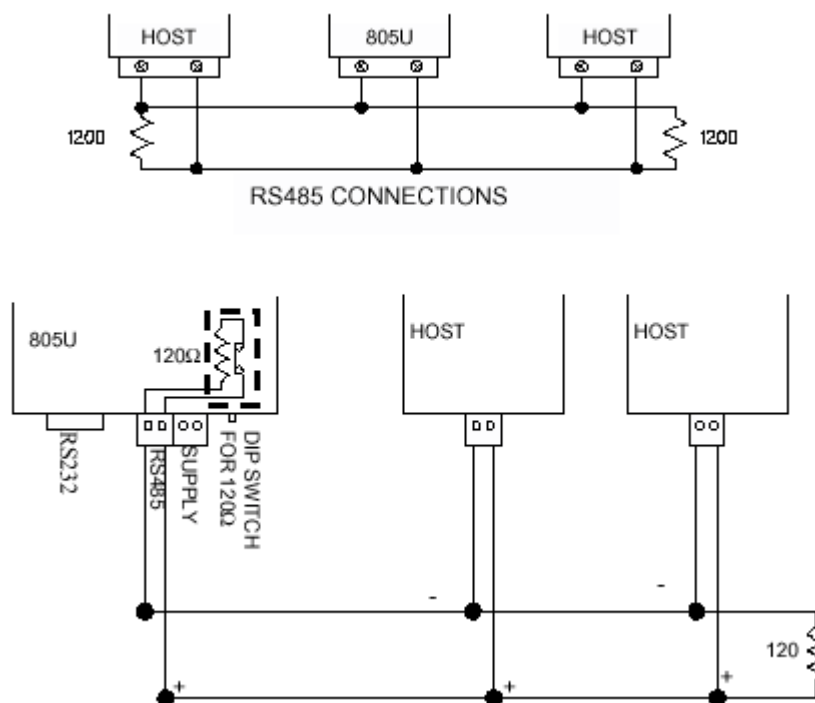 HOST
805U
HOST
120Ω
120Ω
RS485 CONNECTIONS
805U
120Ω
HOST
HOST
RS232
RS485
SUPPLY
DIP SWITCH
FOR 120Ω
-
-
120
+
+
+